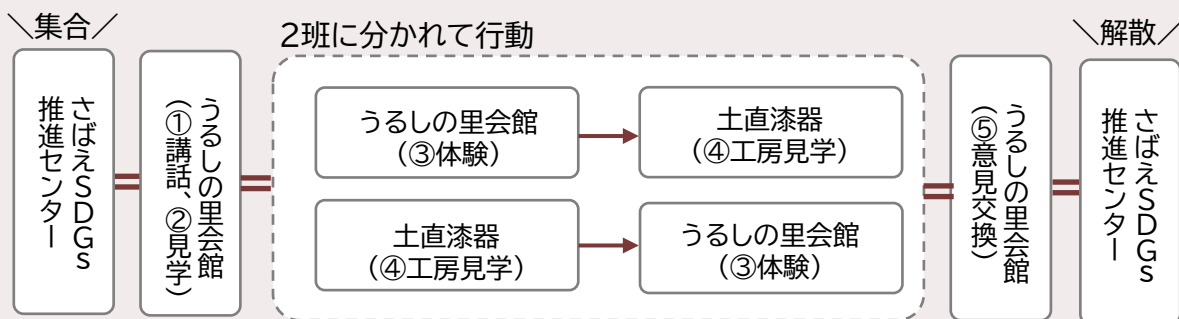 ＼集合／
さばえSDGs
推進センター
うるしの里会館
（①講話、②見学）
2班に分かれて行動
うるしの里会館
（③体験）
土直漆器
（④工房見学）
土直漆器
（④工房見学）
うるしの里会館
（③体験）
うるしの里会館
（⑤意見交換）
＼解散／
さばえSDGs
推進センター